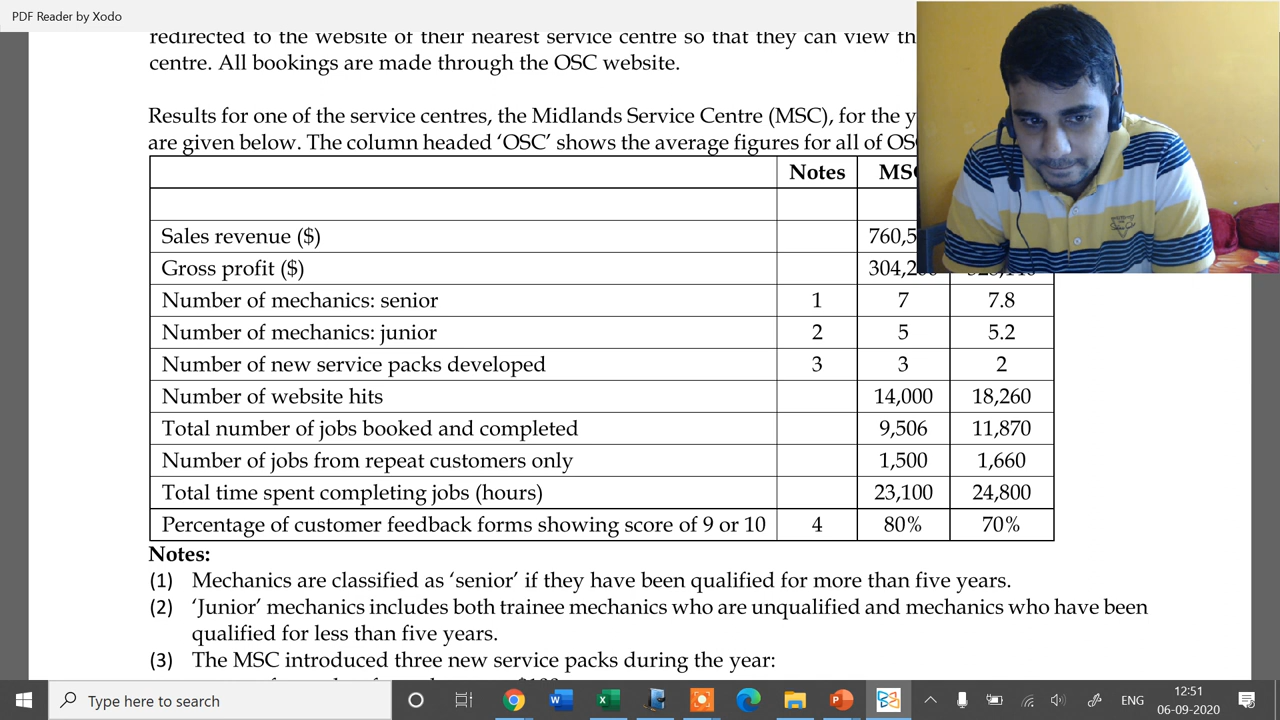 PDF Reader by Xodo
redirected to the website of their nearest service centre so that they can view
centre. All bookings are made through the OSC website.
Results for one of the service centres, the Midlands Service Centre (MSC), for the
are given below. The column headed ‘OSC’ shows the average figures for all of
Notes
Sales revenue ($)
Gross profit ($)
Number of mechanics: senior 1 7 7.8
Number of mechanics: junior 2 5 5.2
Number of new service packs developed 3 3 2
Number of website hits 14,000 18,260
Total number of jobs booked and completed 9,506 11,870
Number of jobs from repeat customers only 1,500 1,660
Total time spent completing jobs (hours) 23,100 24,800
Percentage of customer feedback forms showing score of 9 or 10 4 80% 70%
Notes:
(1) Mechanics are classified as ‘senior’ if they have been qualified for more than five years.
(2) ‘Junior’ mechanics includes both trainee mechanics who are unqualified and mechanics who have been
qualified for less than five years.
(3) The MSC introduced three new service packs during the year:
Type here to search
ENG
12:51
06-09-2020